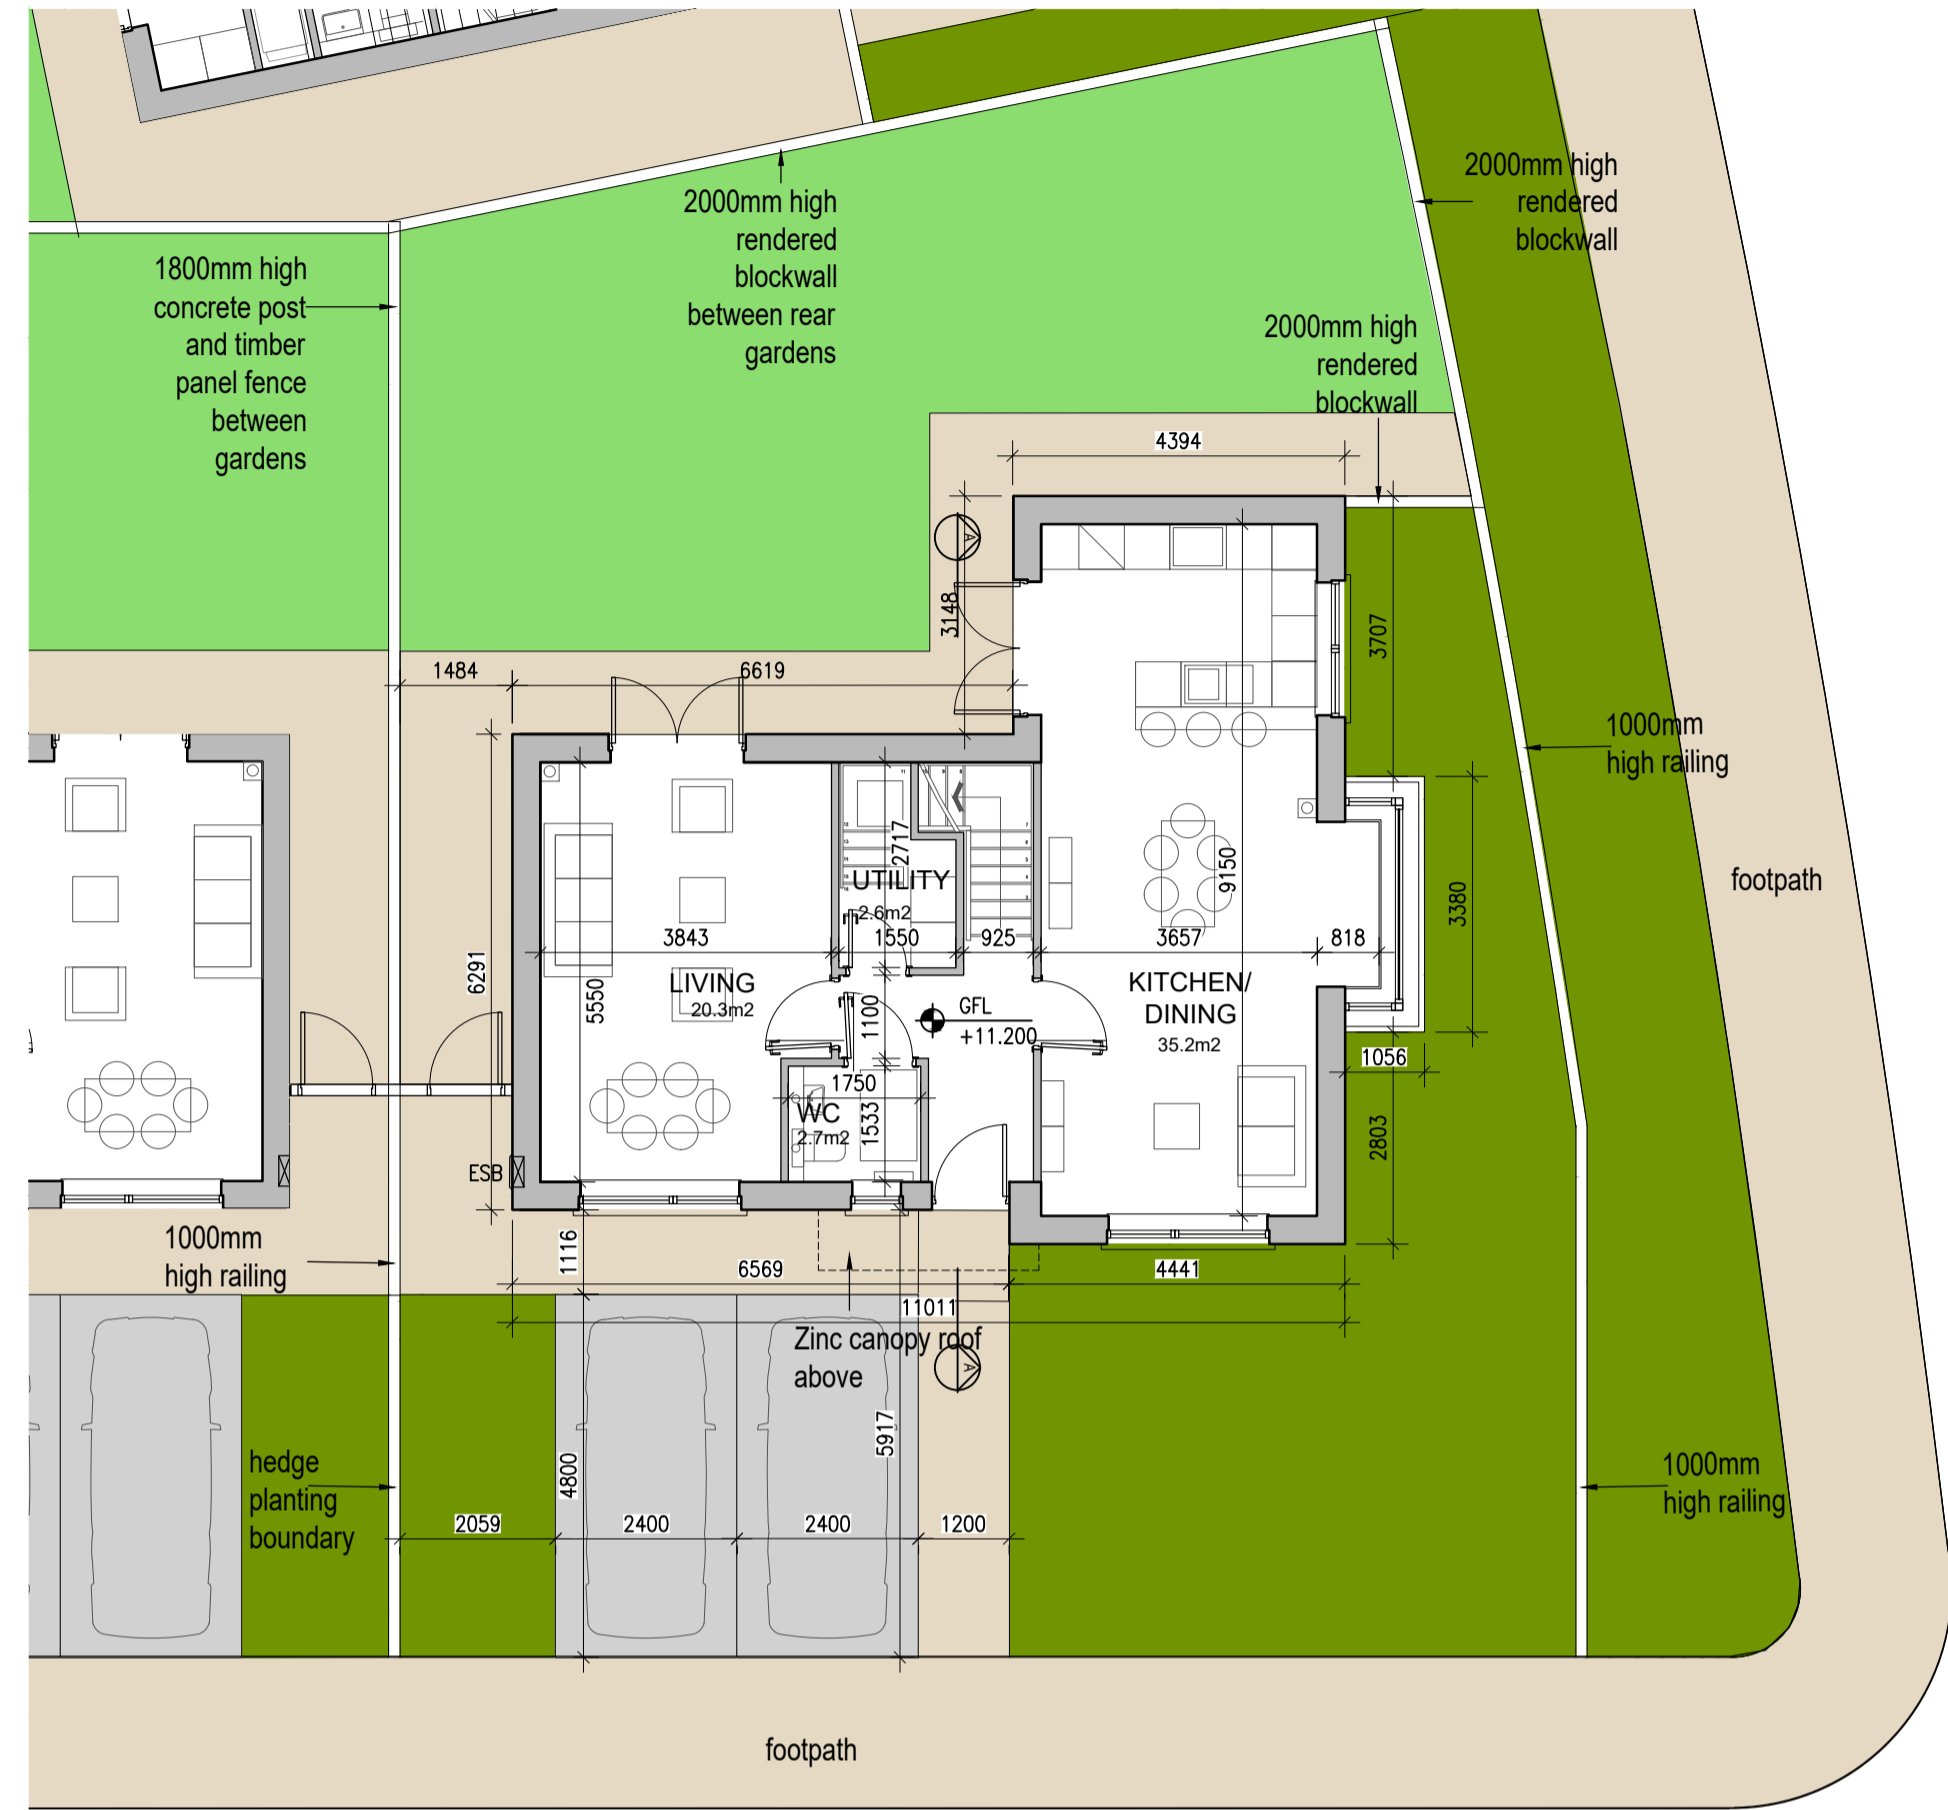 2000mm high
rendered
blockwall
2000mm high
rendered
blockwall
between rear
gardens
1800mm high
concrete post
and timber
panel fence
between
gardens
2000mm high
rendered
blockwall
4394
3148
3707
1484
6619
1000mm
high railing
2717
UTILITY
2.6m2
9150
footpath
3380
3843
1550
925
3657
818
6291
LIVING
20.3m2
5550
1100
GFL
+11.200
KITCHEN/
DINING
35.2m2
1056
1750
WC
2.7m2
1533
2803
ESB
1000mm
high railing
1116
6569
4441
11011
Zinc canopy roof
above
A
A
5917
4800
hedge
planting
boundary
1000mm
high railing
2059
2400
2400
1200
footpath